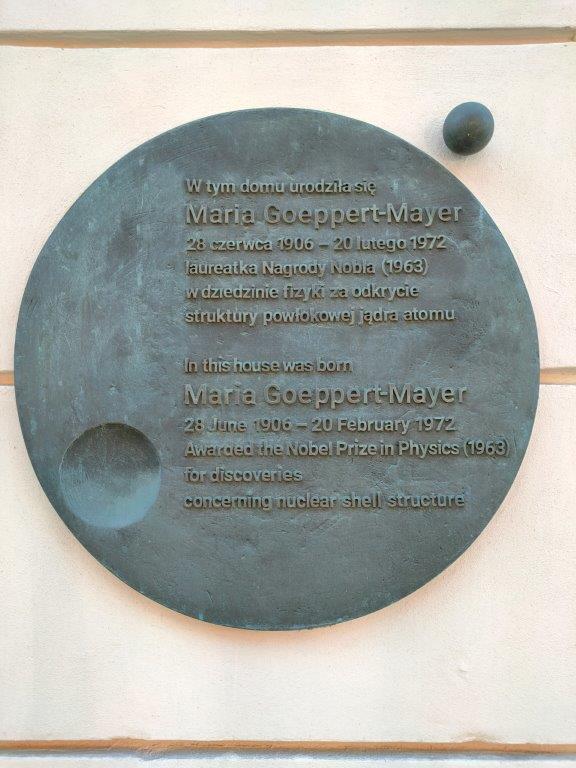 W tym domu urodziła się
Maria Goeppert-Mayer
28 czerwca 1906 – 20 lutego 1972
laureatka Nagrody Nobla (1963)
w dziedzinie fizyki za odkrycie
struktury powłokowej jądra atomu
In this house was born
Maria Goeppert-Mayer
28 June 1906 – 20 February 1972
Awarded the Nobel Prize in Physics (1963)
for discoveries
concerning nuclear shell structure